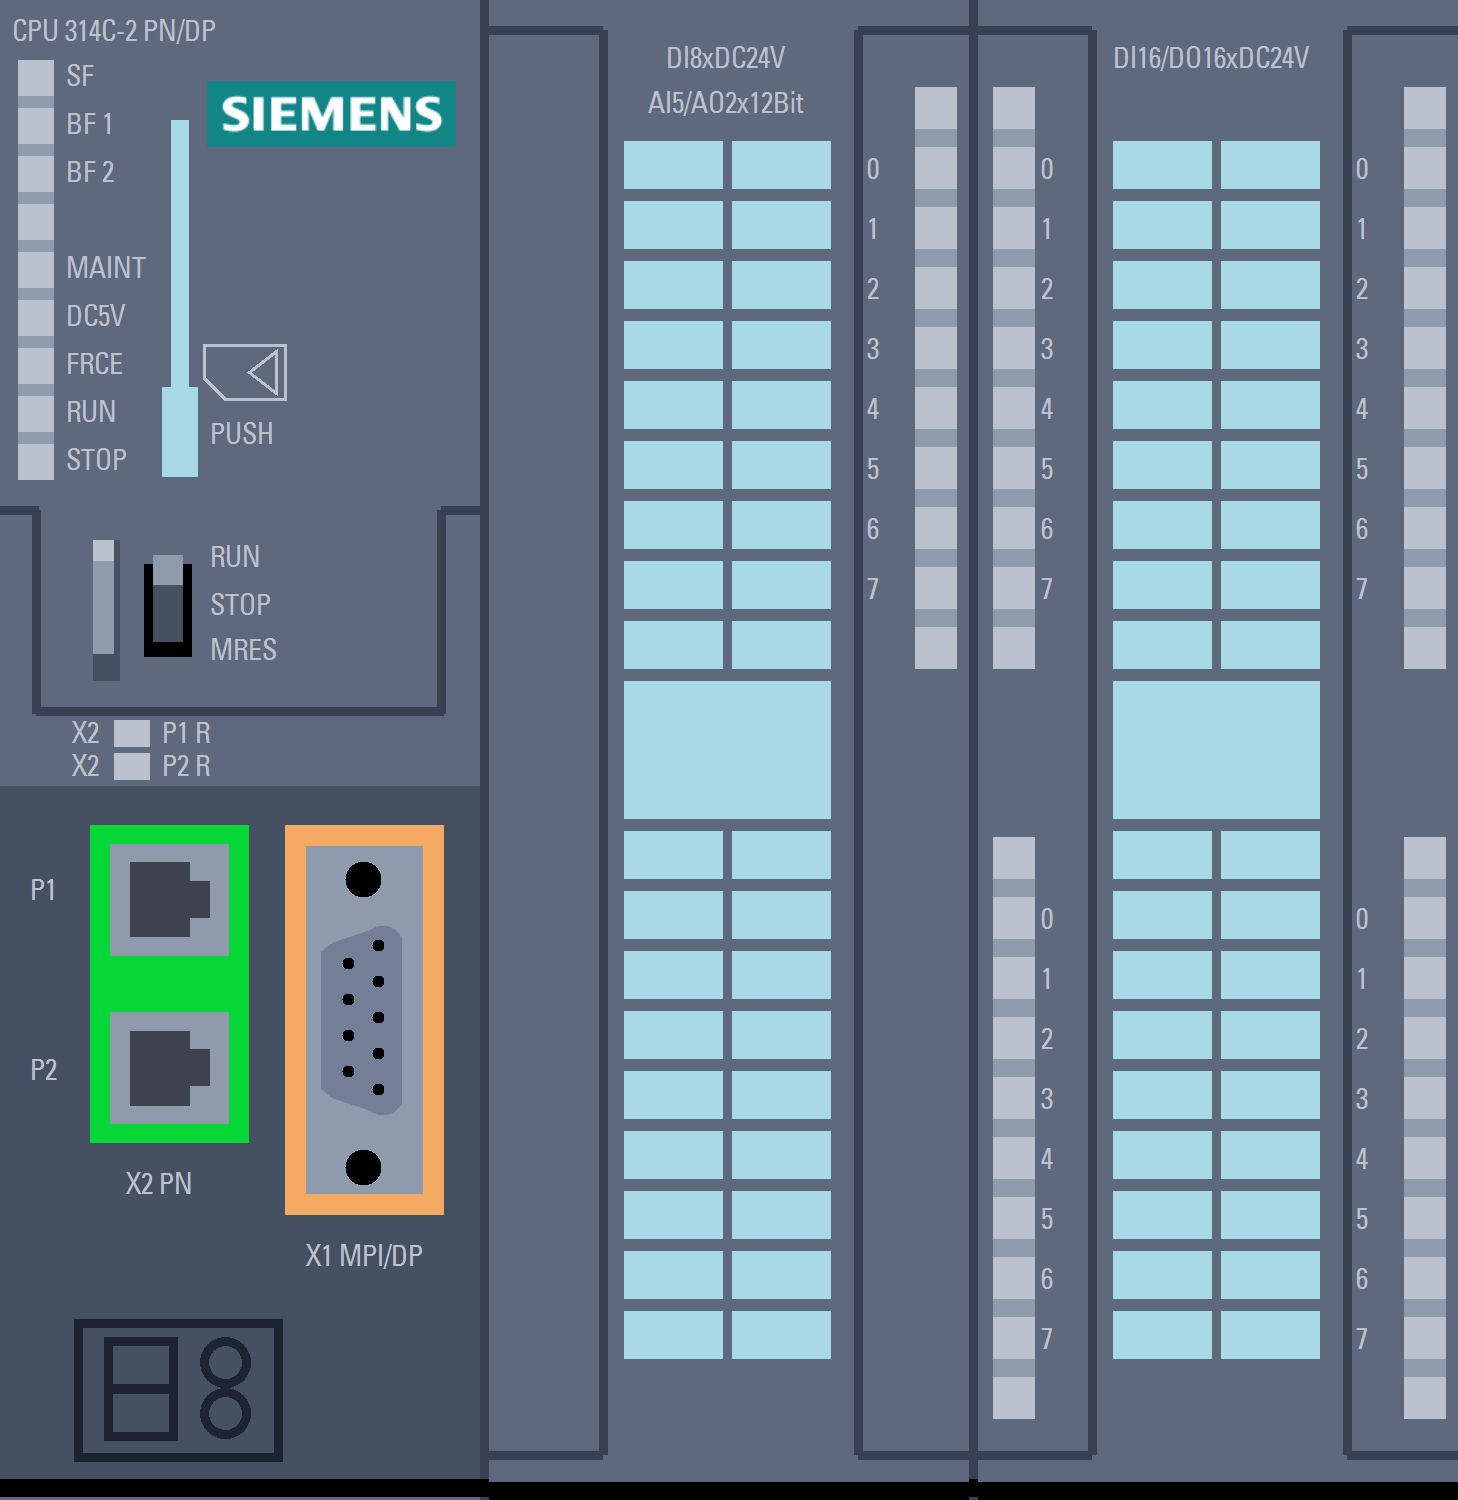 CPU 314C-2 PN/DP
SF
BF 1
BF 2
MAINT
DC5V
FRCE
RUN
STOP
SIEMENS
PUSH
RUN
STOP
MRES
X2 P1 R
X2 P2 R
P1
P2
X2 PN
X1 MPI/DP
DI8xDC24V
AI5/AO2x12Bit
0
1
2
3
4
5
6
7
0
1
2
3
4
5
6
7
0
1
2
3
4
5
6
7
DI16/DO16xDC24V
0
1
2
3
4
5
6
7
0
1
2
3
4
5
6
7